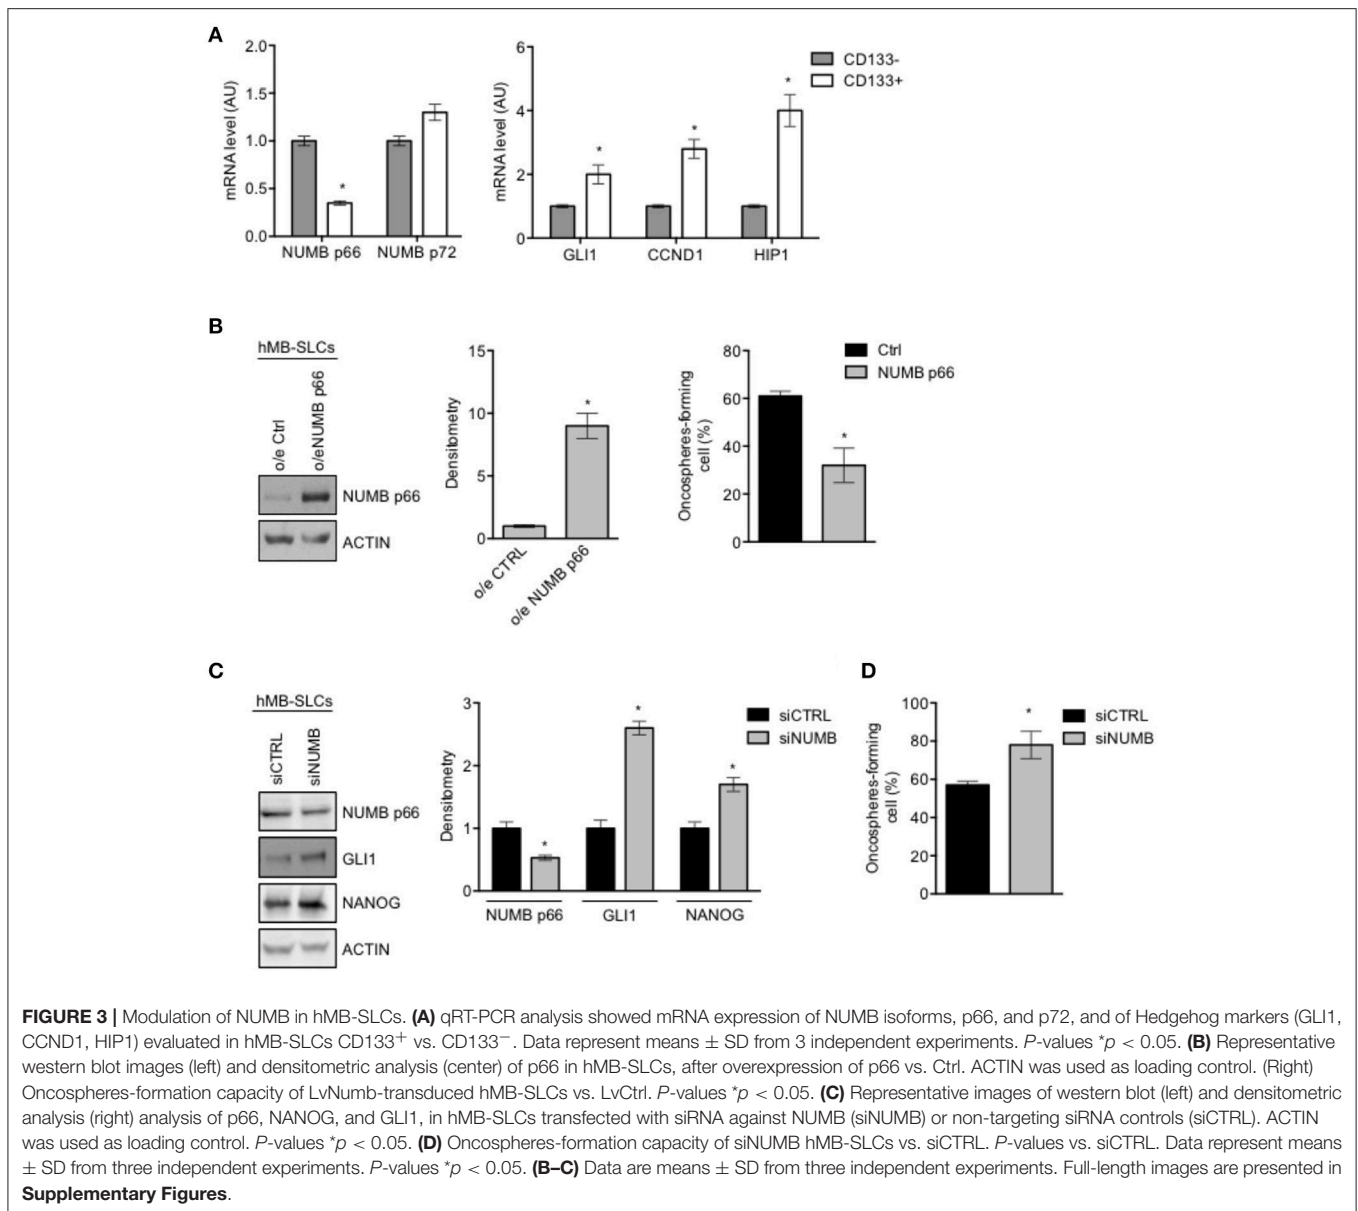 A
mRNA level (AU)
2.0
1.5
1.0
0.5
0.0
*
NUMB p66 NUMB p72
mRNA level (AU)
6
4
2
0
*
*
*
GLI1 CCND1 HIP1
CD133-
CD133+
B
hMB-SLCs
o/e Ctrl
o/eNUMB p66
NUMB p66
ACTIN
Densitometry
15
10
5
0
*
o/e CTRL
o/e NUMB p66
Oncospheres-forming
cell (%)
80
60
40
20
0
*
Ctrl
NUMB p66
C
hMB-SLCs
siCTRL
siNUMB
NUMB p66
GLI1
NANOG
ACTIN
Densitometry
3
2
1
0
*
*
*
NUMB p66 GLI1 NANOG
siCTRL
siNUMB
D
Oncospheres-forming
cell (%)
100
80
60
40
20
0
*
siCTRL
siNUMB
FIGURE 3 | Modulation of NUMB in hMB-SLCs. (A) qRT-PCR analysis showed mRNA expression of NUMB isoforms, p66, and p72, and of Hedgehog markers (GLI1,
CCND1, HIP1) evaluated in hMB-SLCs CD133+ vs. CD133−. Data represent means ± SD from 3 independent experiments. P-values *p < 0.05. (B) Representative
western blot images (left) and densitometric analysis (center) of p66 in hMB-SLCs, after overexpression of p66 vs. Ctrl. ACTIN was used as loading control. (Right)
Oncospheres-formation capacity of LvNumb-transduced hMB-SLCs vs. LvCtrl. P-values *p < 0.05. (C) Representative images of western blot (left) and densitometric
analysis (right) analysis of p66, NANOG, and GLI1, in hMB-SLCs transfected with siRNA against NUMB (siNUMB) or non-targeting siRNA controls (siCTRL). ACTIN
was used as loading control. P-values *p < 0.05. (D) Oncospheres-formation capacity of siNUMB hMB-SLCs vs. siCTRL. P-values vs. siCTRL. Data represent means
± SD from three independent experiments. P-values *p < 0.05. (B–C) Data are means ± SD from three independent experiments. Full-length images are presented in
Supplementary Figures.